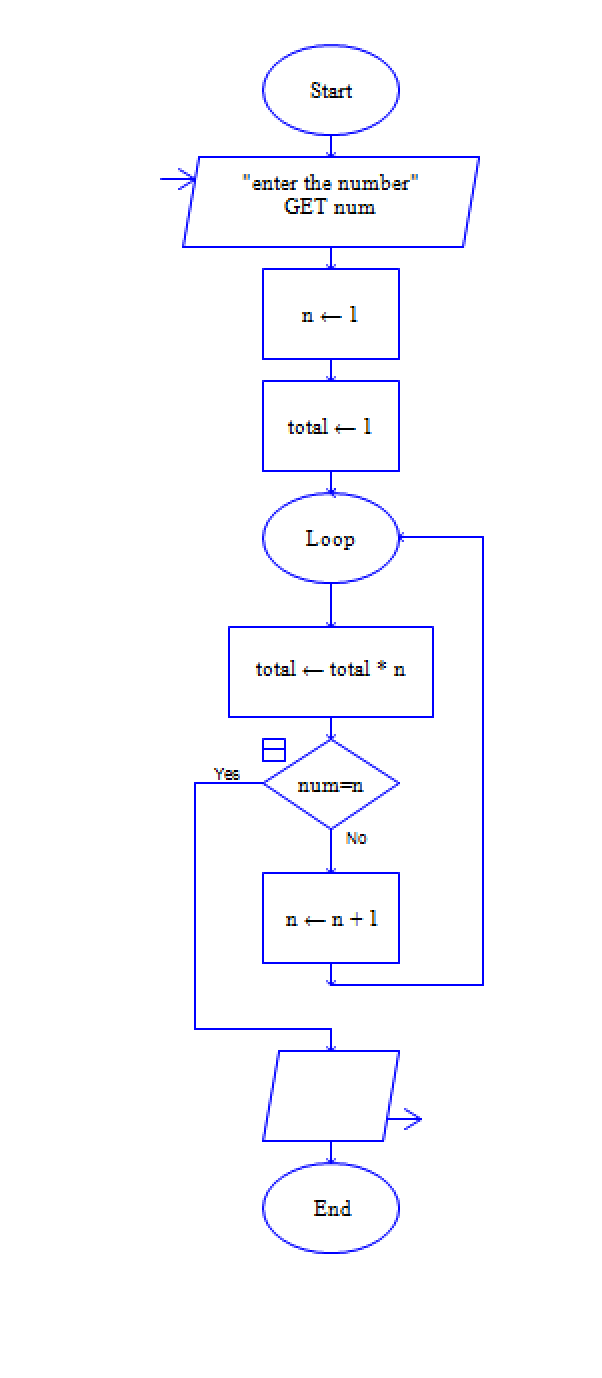 Start
"enter the number"
GET num
n ← 1
total ← 1
Loop
total ← total * n
Yes
num=n
No
n ← n + 1
End